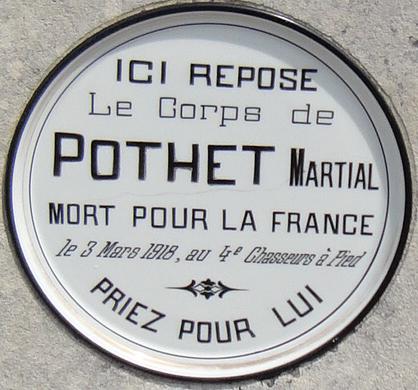 ICI REPOSE
Le Corps de
POTHET MARTIAL
MORT POUR LA FRANCE
le 3 Mars 1918, au 4e Chasseurs à Pied
PRIEZ POUR LUI